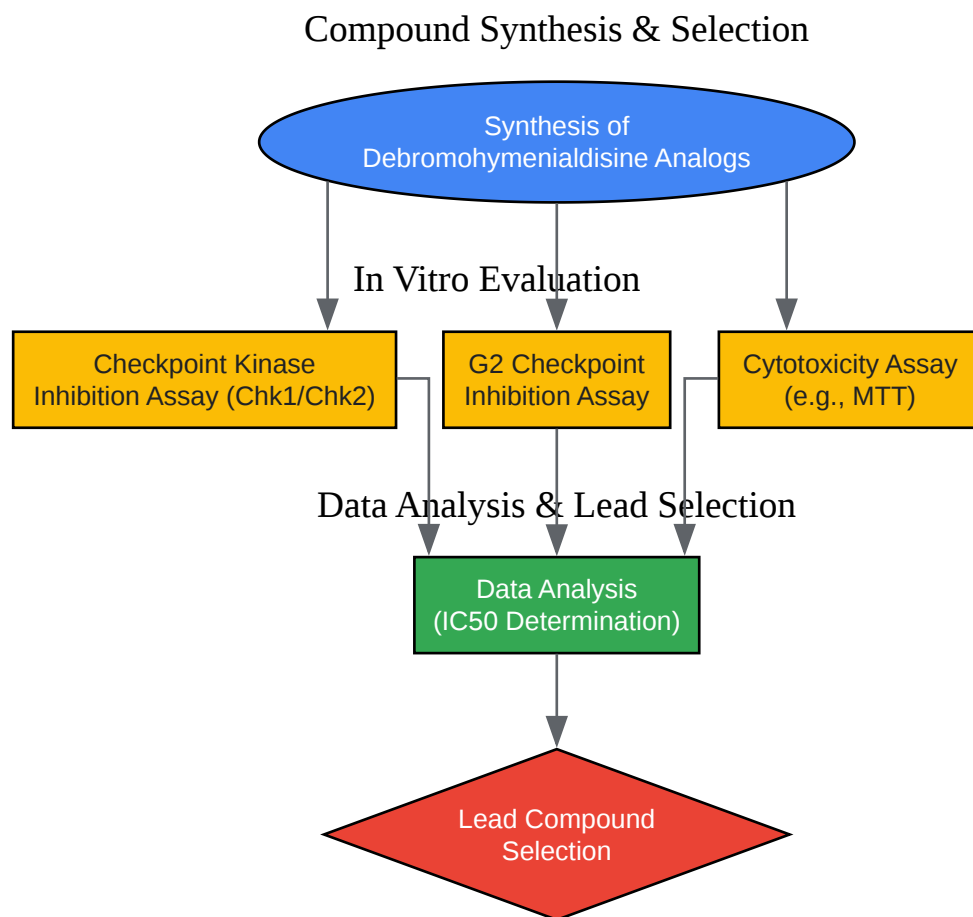 Compound Synthesis & Selection
Synthesis of
Debromohymenialdisine Analogs
In Vitro Evaluation
Checkpoint Kinase
Inhibition Assay (Chk1/Chk2)
G2 Checkpoint
Inhibition Assay
Cytotoxicity Assay
(e.g., MTT)
Data Analysis & Lead Selection
Data Analysis
(IC50 Determination)
Lead Compound
Selection